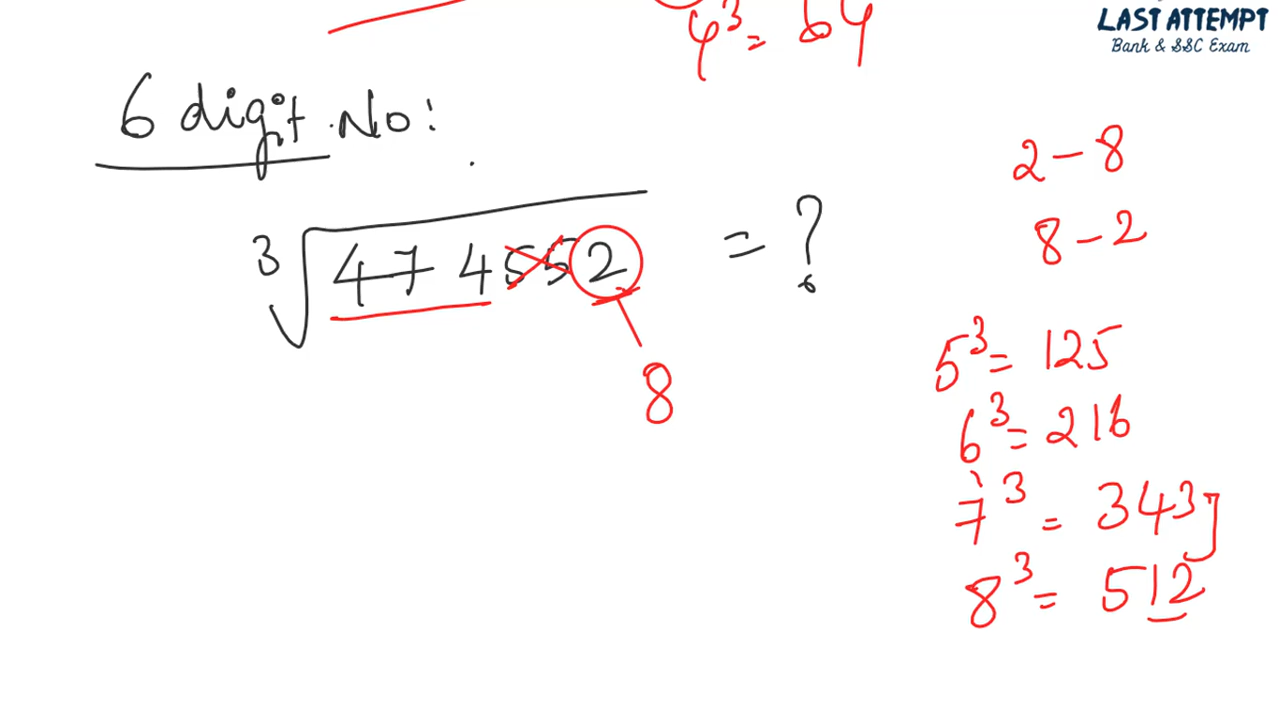 4³ = 64
LAST ATTEMPT
Bank & SSC Exam
6 digit No:
2 - 8
8 - 2
∛474552 = ?
8
5³ = 125
6³ = 216
7³ = 343
8³ = 512